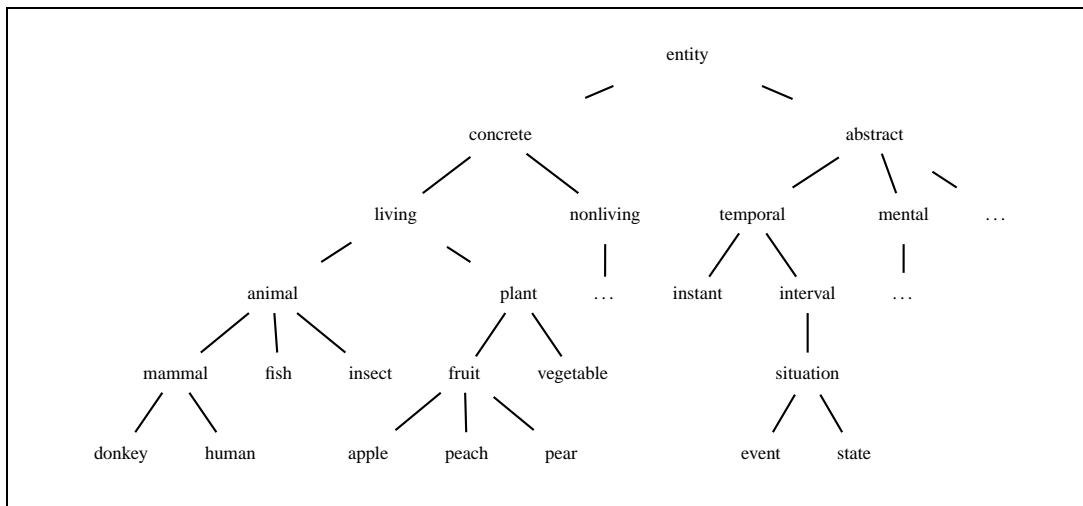 entity
concrete abstract
living nonliving temporal mental ...
animal plant ... instant interval ...
mammal fish insect fruit vegetable situation
donkey human apple peach pear event state